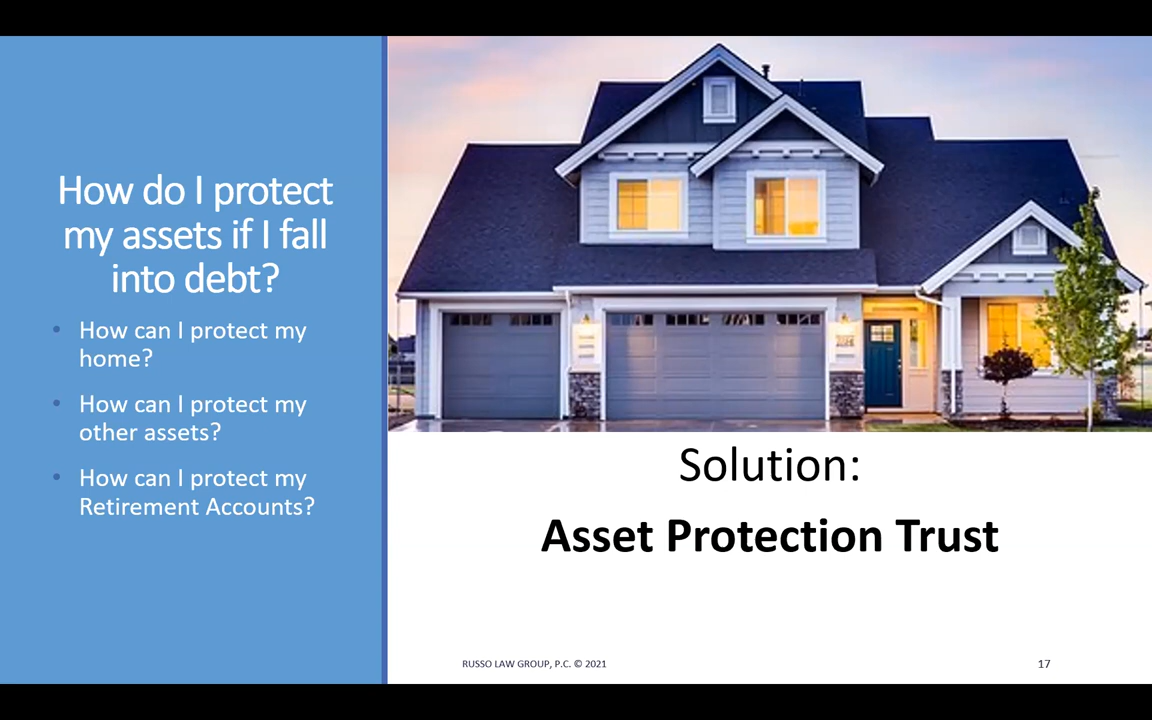 How do I protect
my assets if I fall
into debt?
• How can I protect my
home?
• How can I protect my
other assets?
• How can I protect my
Retirement Accounts?
Solution:
Asset Protection Trust
RUSSO LAW GROUP, P.C. © 2021
17